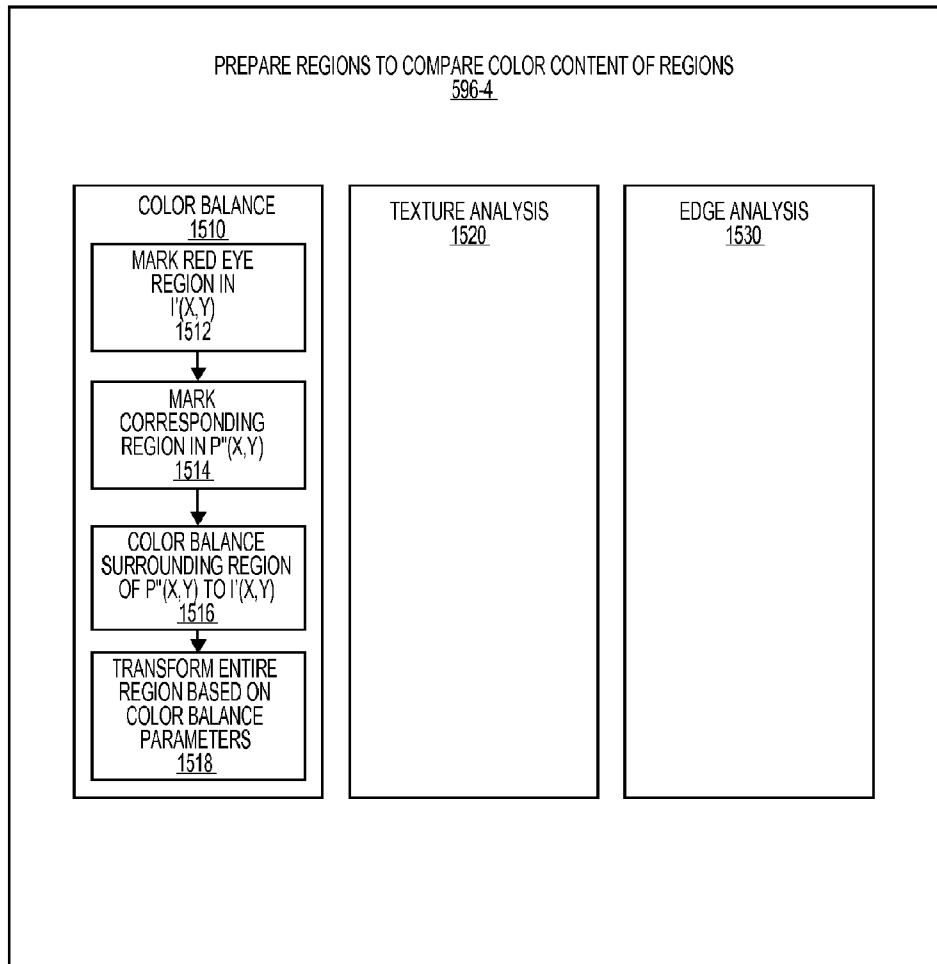 PREPARE REGIONS TO COMPARE COLOR CONTENT OF REGIONS
596-4
COLOR BALANCE
1510
MARK RED EYE
REGION IN
I'(X,Y)
1512
MARK
CORRESPONDING
REGION IN P"(X,Y)
1514
COLOR BALANCE
SURROUNDING REGION
OF P"(X,Y) TO I'(X,Y)
1516
TRANSFORM ENTIRE
REGION BASED ON
COLOR BALANCE
PARAMETERS
1518
TEXTURE ANALYSIS
1520
EDGE ANALYSIS
1530